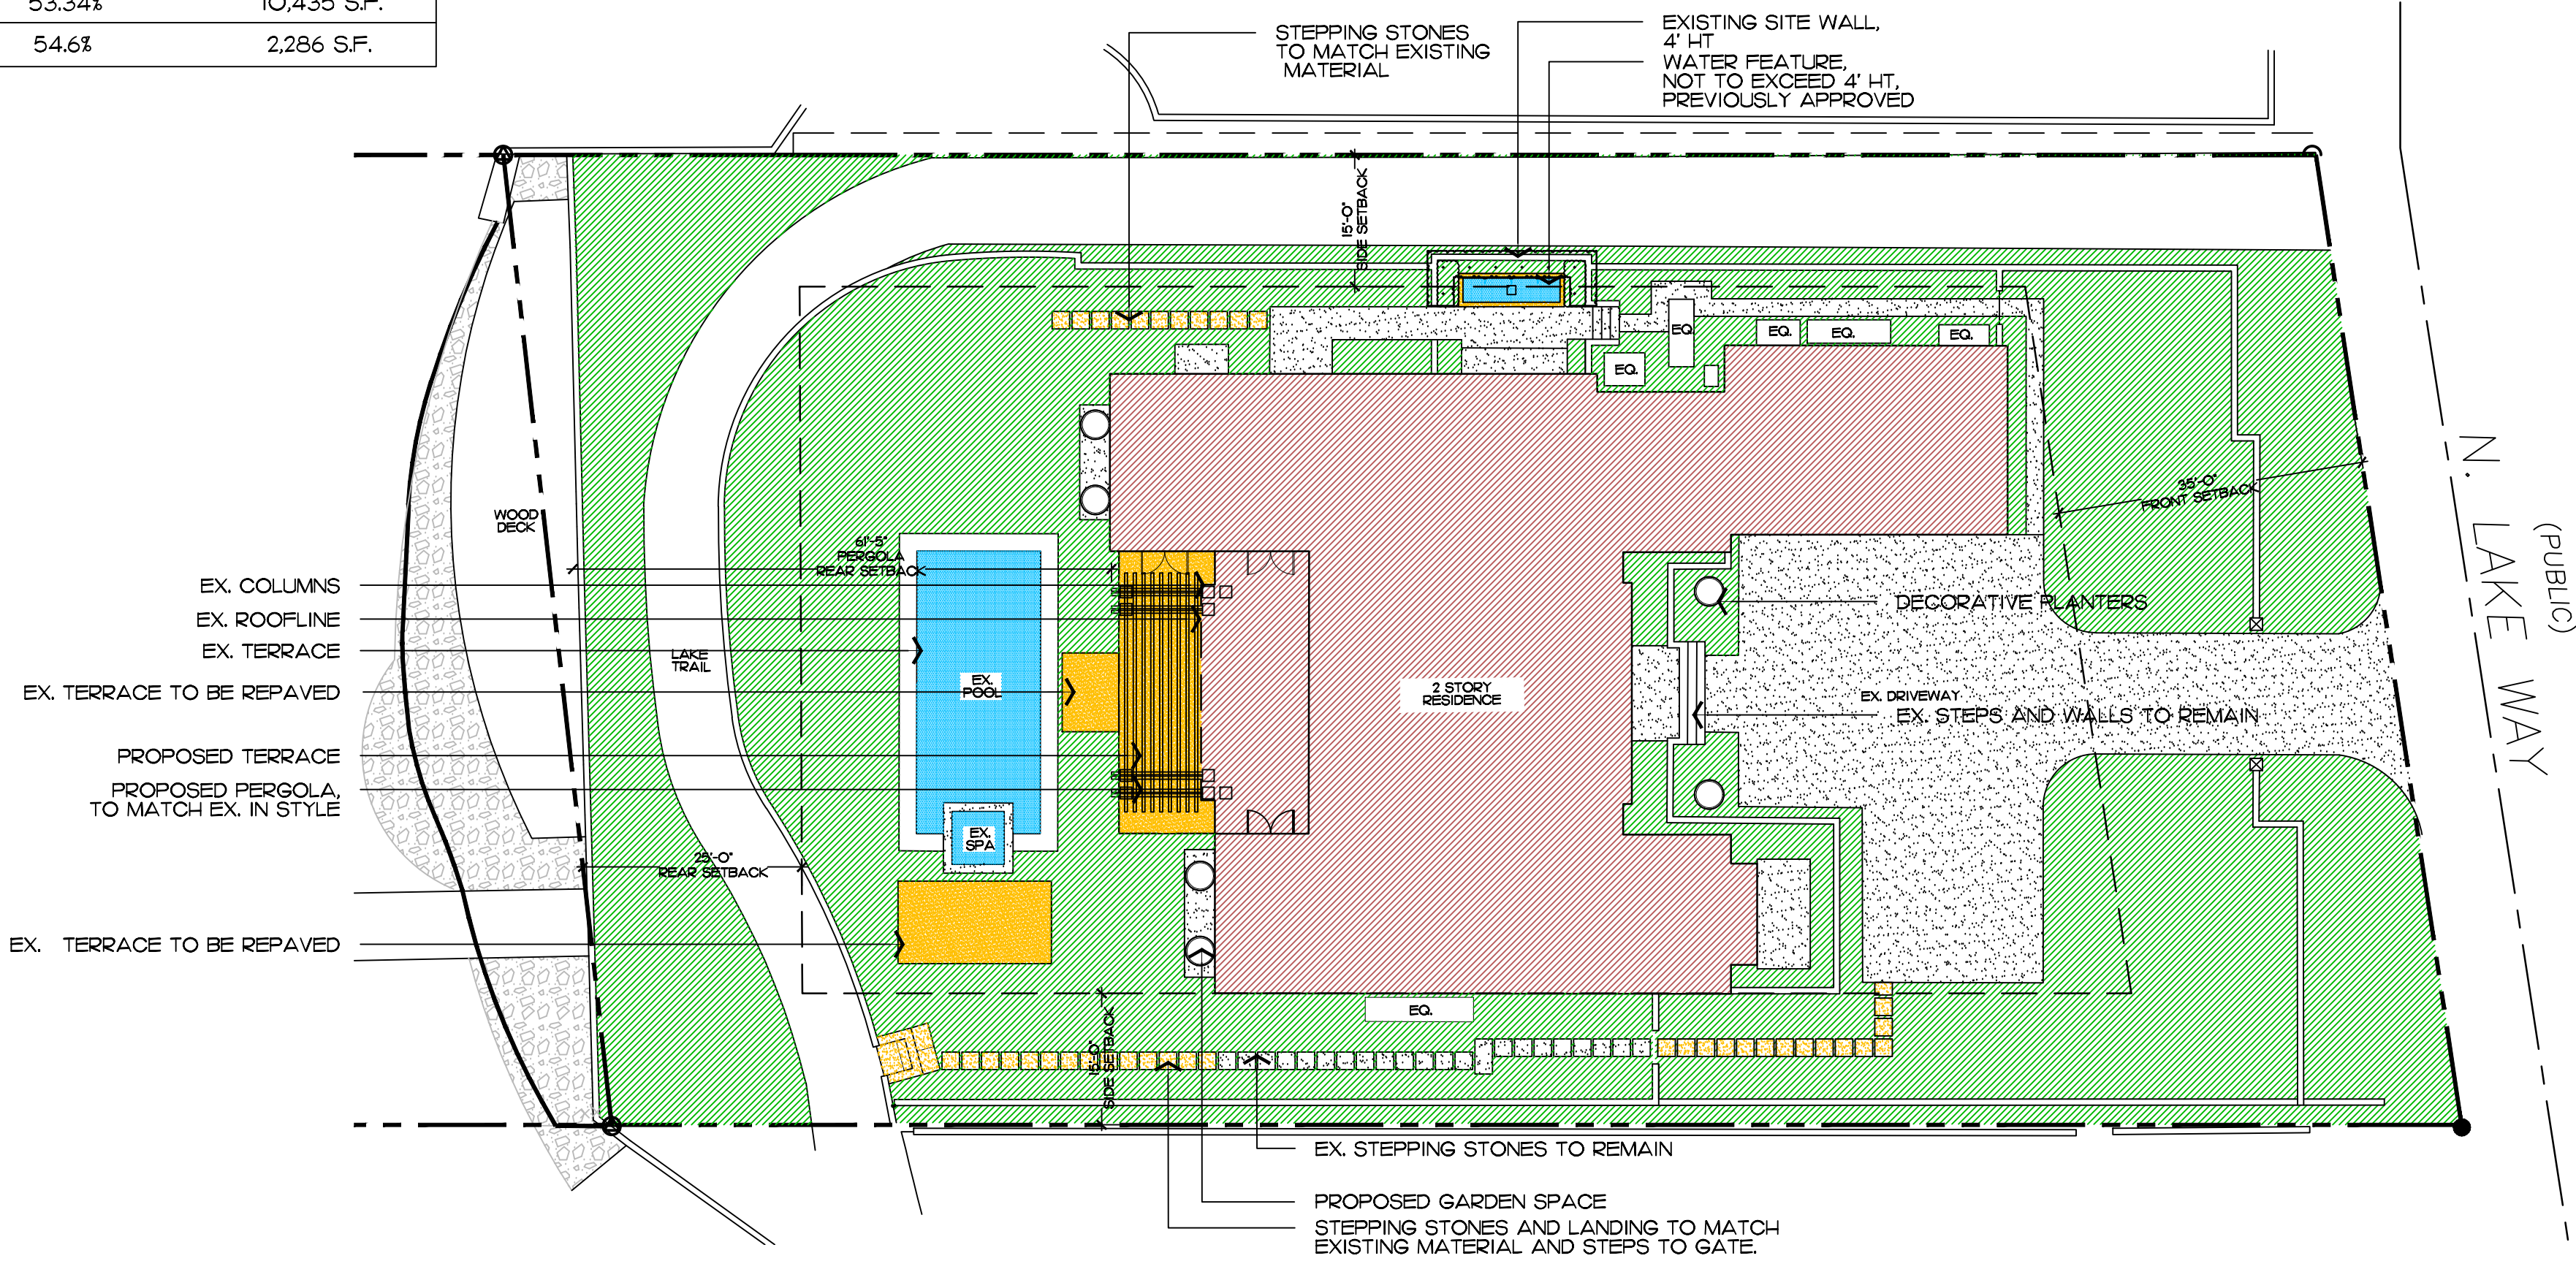 53.34% 10,435 S.F.
54.6% 2,286 S.F.
STEPPING STONES
TO MATCH EXISTING
MATERIAL
EXISTING SITE WALL,
4' HT
WATER FEATURE,
NOT TO EXCEED 4' HT,
PREVIOUSLY APPROVED
15'-0"
SIDE SETBACK
EQ.
EQ.
EQ.
EQ.
EQ.
35'-0"
FRONT SETBACK
N. LAKE WAY
(PUBLIC)
WOOD
DECK
61'-5"
PERGOLA
REAR SETBACK
EX. COLUMNS
EX. ROOFLINE
EX. TERRACE
EX. TERRACE TO BE REPAVED
PROPOSED TERRACE
PROPOSED PERGOLA,
TO MATCH EX. IN STYLE
EX. TERRACE TO BE REPAVED
LAKE
TRAIL
EX.
POOL
EX.
SPA
25'-0"
REAR SETBACK
2 STORY
RESIDENCE
DECORATIVE PLANTERS
EX. DRIVEWAY
EX. STEPS AND WALLS TO REMAIN
EQ.
15'-0"
SIDE SETBACK
EX. STEPPING STONES TO REMAIN
PROPOSED GARDEN SPACE
STEPPING STONES AND LANDING TO MATCH
EXISTING MATERIAL AND STEPS TO GATE.